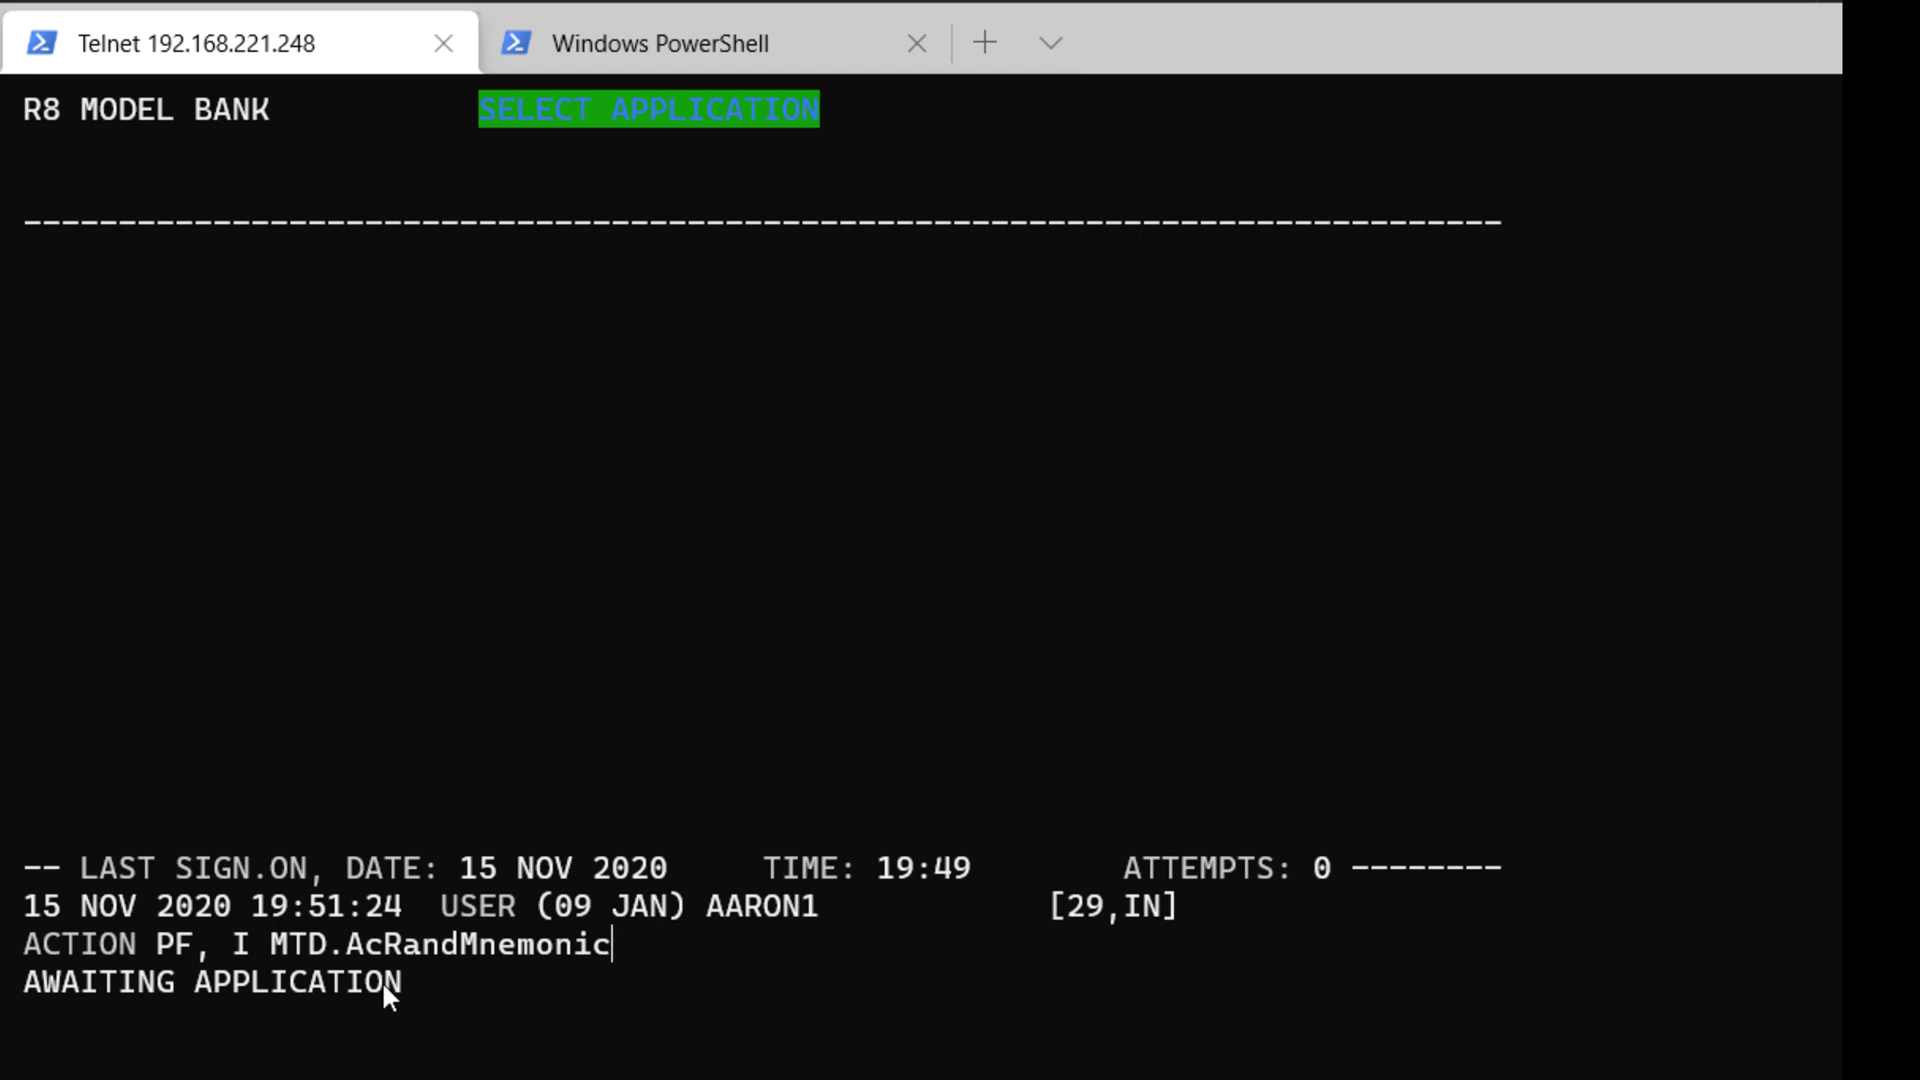 Telnet 192.168.221.248 Windows PowerShell
R8 MODEL BANK SELECT APPLICATION
------------------------------------------------------------------------------
-- LAST SIGN.ON, DATE: 15 NOV 2020 TIME: 19:49 ATTEMPTS: 0 --------
15 NOV 2020 19:51:24 USER (09 JAN) AARON1 [29,IN]
ACTION PF, I MTD.AcRandMnemonic
AWAITING APPLICATION